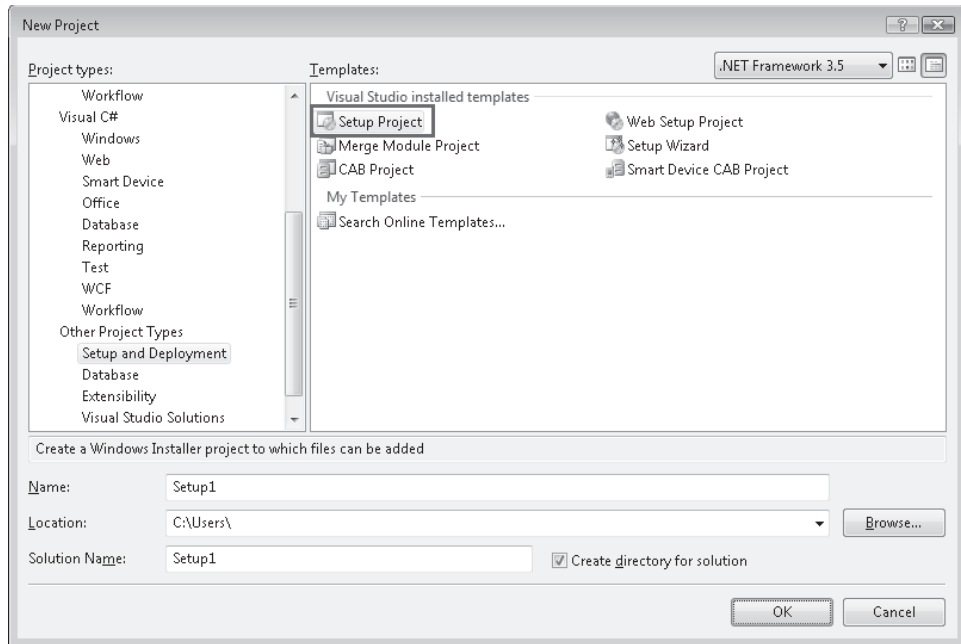 New Project
Project types:
Templates:
.NET Framework 3.5
Workflow
Visual C#
Windows
Web
Smart Device
Office
Database
Reporting
Test
WCF
Workflow
Other Project Types
Setup and Deployment
Database
Extensibility
Visual Studio Solutions
Visual Studio installed templates
Setup Project
Web Setup Project
Merge Module Project
Setup Wizard
CAB Project
Smart Device CAB Project
My Templates
Search Online Templates...
Create a Windows Installer project to which files can be added
Name:
Setup1
Location:
C:\Users\
Browse...
Solution Name:
Setup1
Create directory for solution
OK
Cancel